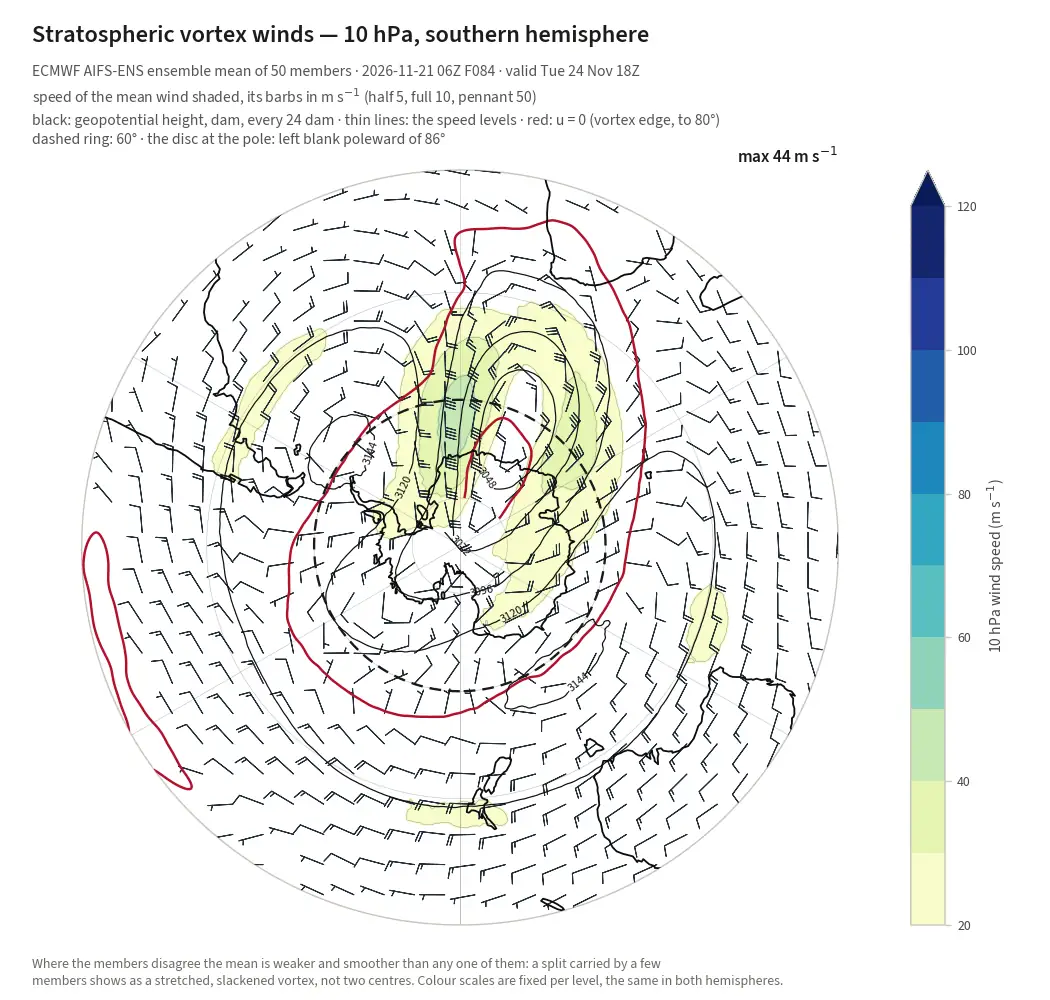 Stratospheric vortex winds — 10 hPa, southern hemisphere
ECMWF AIFS-ENS ensemble mean of 50 members · 2026-11-21 06Z F084 · valid Tue 24 Nov 18Z
speed of the mean wind shaded, its barbs in m s⁻¹ (half 5, full 10, pennant 50)
black: geopotential height, dam, every 24 dam · thin lines: the speed levels · red: u = 0 (vortex edge, to 80°)
dashed ring: 60° · the disc at the pole: left blank poleward of 86°
max 44 m s⁻¹
120
100
80
60
40
20
10 hPa wind speed (m s⁻¹)
3144
3120
3048
3096
3120
3144
Where the members disagree the mean is weaker and smoother than any one of them: a split carried by a few
members shows as a stretched, slackened vortex, not two centres. Colour scales are fixed per level, the same in both hemispheres.